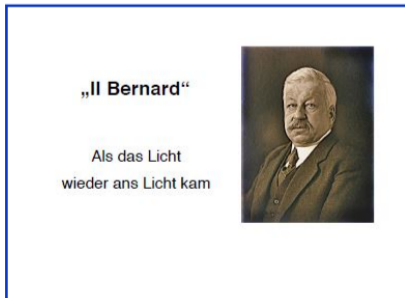 „Il Bernard“
Als das Licht
wieder ans Licht kam